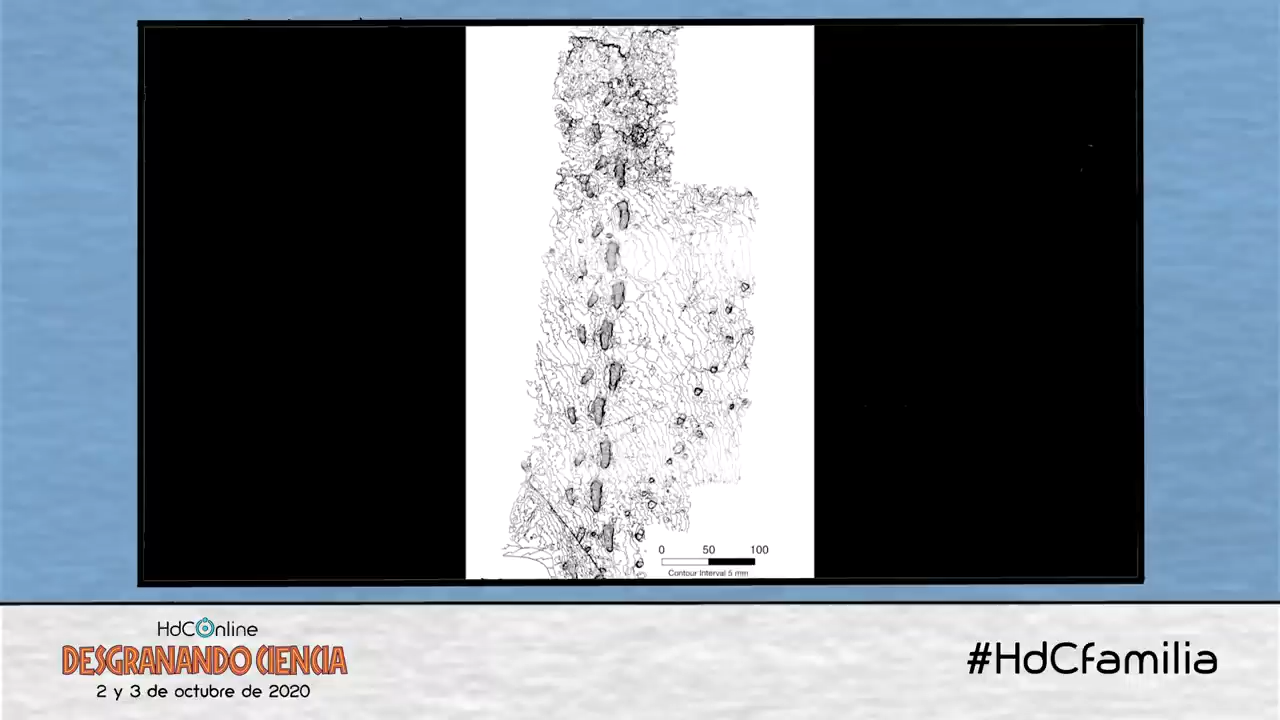 0 50 100
Contour Interval 5 mm
HdCOnline
DESGRANANDO CIENCIA
2 y 3 de octubre de 2020
#HdCfamilia